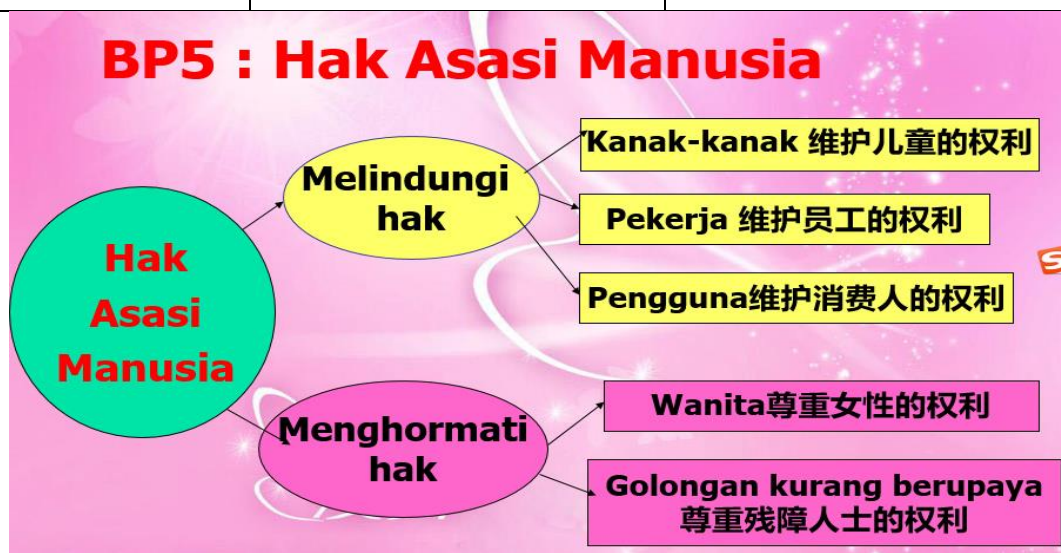 BP5 : Hak Asasi Manusia
Hak
Asasi
Manusia
Melindungi
hak
Kanak-kanak 维护儿童的权利
Pekerja 维护员工的权利
Pengguna维护消费人的权利
Menghormati
hak
Wanita尊重女性的权利
Golongan kurang berupaya
尊重残障人士的权利